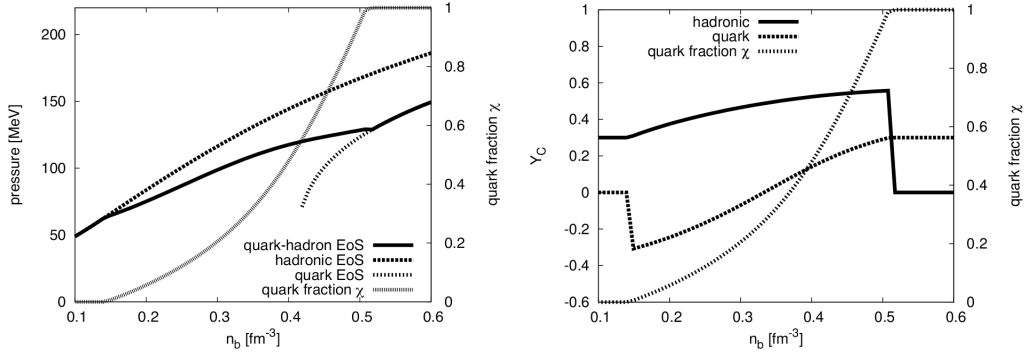 200
150
100
50
0
pressure [MeV]
1
0.8
0.6
0.4
0.2
0
quark fraction χ
quark-hadron EoS
hadronic EoS
quark EoS
quark fraction χ
0.1 0.2 0.3 0.4 0.5 0.6
n_b [fm⁻³]
1
0.8
0.6
0.4
0.2
0
-0.2
-0.4
-0.6
Y_C
hadronic
quark
quark fraction χ
1
0.8
0.6
0.4
0.2
0
quark fraction χ
0.1 0.2 0.3 0.4 0.5 0.6
n_b [fm⁻³]